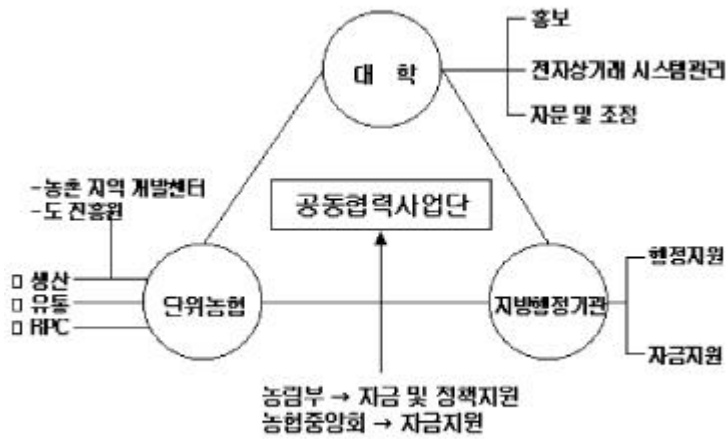 홍보
대 학
전자상거래 시스템관리
자문 및 조정
-농촌 지역 개발센터
-도 진흥원
공동협력사업단
□ 생산
□ 유통
□ RPC
단위농협
지방행정기관
행정지원
자금지원
농림부 → 자금 및 정책지원
농협중앙회 → 자금지원